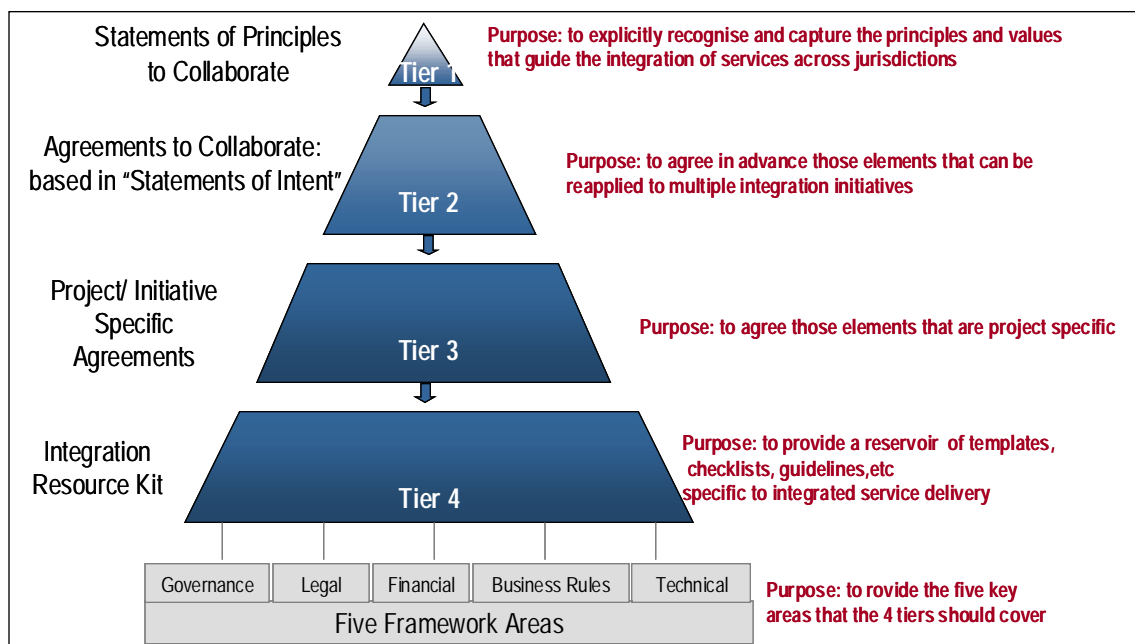 Statements of Principles
to Collaborate
Tier 1
Purpose: to explicitly recognise and capture the principles and values
that guide the integration of services across jurisdictions
Agreements to Collaborate:
based in “Statements of Intent”
Tier 2
Purpose: to agree in advance those elements that can be
reapplied to multiple integration initiatives
Project/ Initiative
Specific
Agreements
Tier 3
Purpose: to agree those elements that are project specific
Integration
Resource Kit
Tier 4
Purpose: to provide a reservoir of templates,
checklists, guidelines,etc
specific to integrated service delivery
Governance
Legal
Financial
Business Rules
Technical
Five Framework Areas
Purpose: to rovide the five key
areas that the 4 tiers should cover